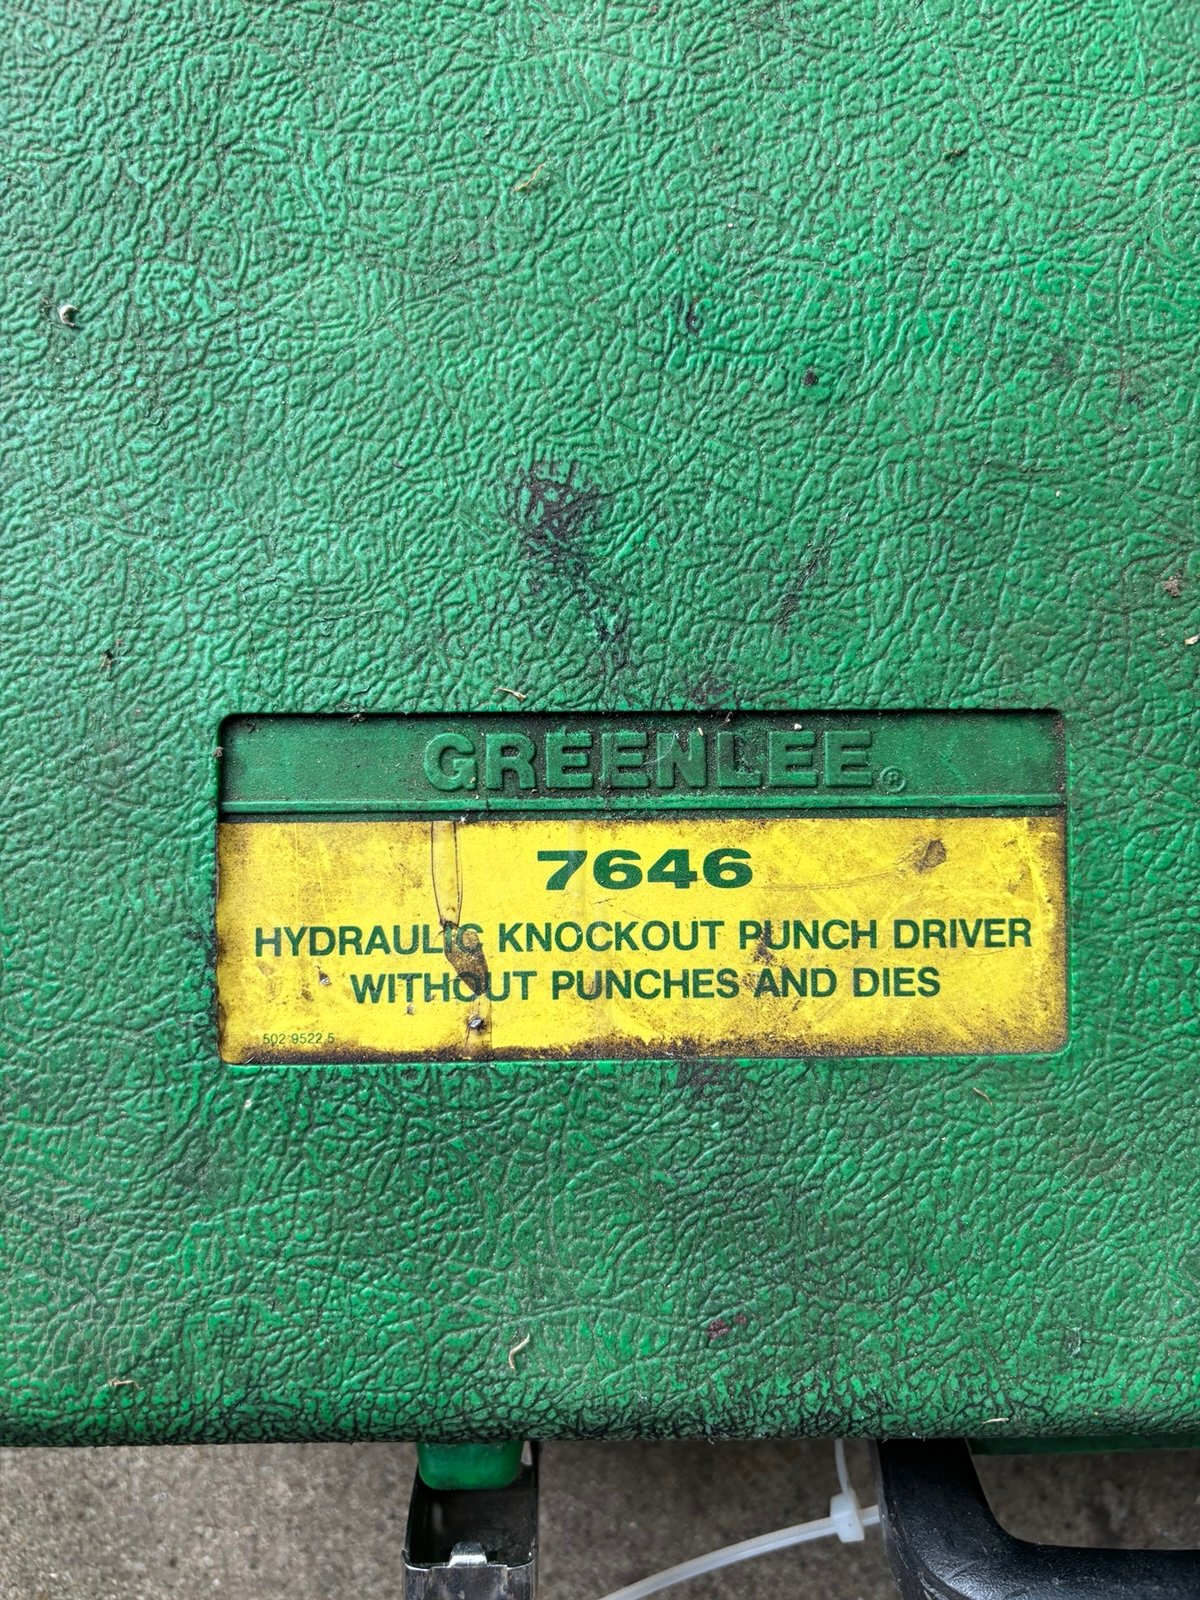 GREENLEE®
7646
HYDRAULIC KNOCKOUT PUNCH DRIVER
WITHOUT PUNCHES AND DIES
502 9522.5